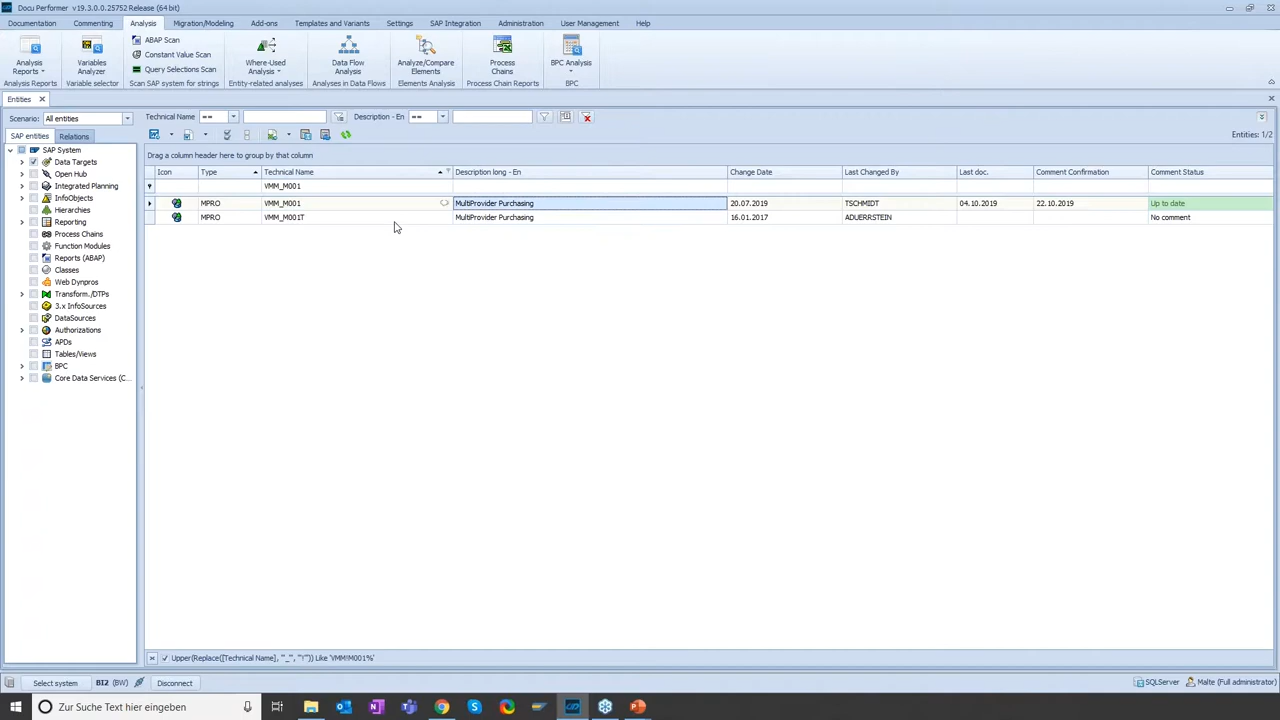 Docu Performer v19.3.0.0.25752 Release (64 bit)
Documentation Commenting Analysis Migration/Modeling Add-ons Templates and Variants Settings SAP Integration Administration User Management Help
Analysis Reports
Variables Analyzer
ABAP Scan
Constant Value Scan
Query Selections Scan
Where-Used Analysis
Data Flow Analysis
Analyze/Compare Elements
Process Chains
BPC Analysis
Analysis Reports Variable selector Scan SAP system for strings Entity-related analyses Analyses in Data Flows Elements Analysis Process Chain Reports BPC
Entities
Scenario: All entities
Technical Name == Description - En ==
SAP entities Relations
Entities: 1/2
Drag a column header here to group by that column
Icon Type Technical Name Description long - En Change Date Last Changed By Last doc. Comment Confirmation Comment Status
VMM_M001
MPRO VMM_M001 MultiProvider Purchasing 20.07.2019 TSCHMIDT 04.10.2019 22.10.2019 Up to date
MPRO VMM_M001T MultiProvider Purchasing 16.01.2017 ADUERRSTEIN No comment
SAP System
Data Targets
Open Hub
Integrated Planning
InfoObjects
Hierarchies
Reporting
Process Chains
Function Modules
Reports (ABAP)
Classes
Web Dynpros
Transform./DTPs
3.x InfoSources
DataSources
Authorizations
APDs
Tables/Views
BPC
Core Data Services (C...
Upper(Replace([Technical Name], "_", "!")) Like 'VMM!M001%'
Select system BI2 (BW) Disconnect SQLServer Malte (Full administrator)
Zur Suche Text hier eingeben